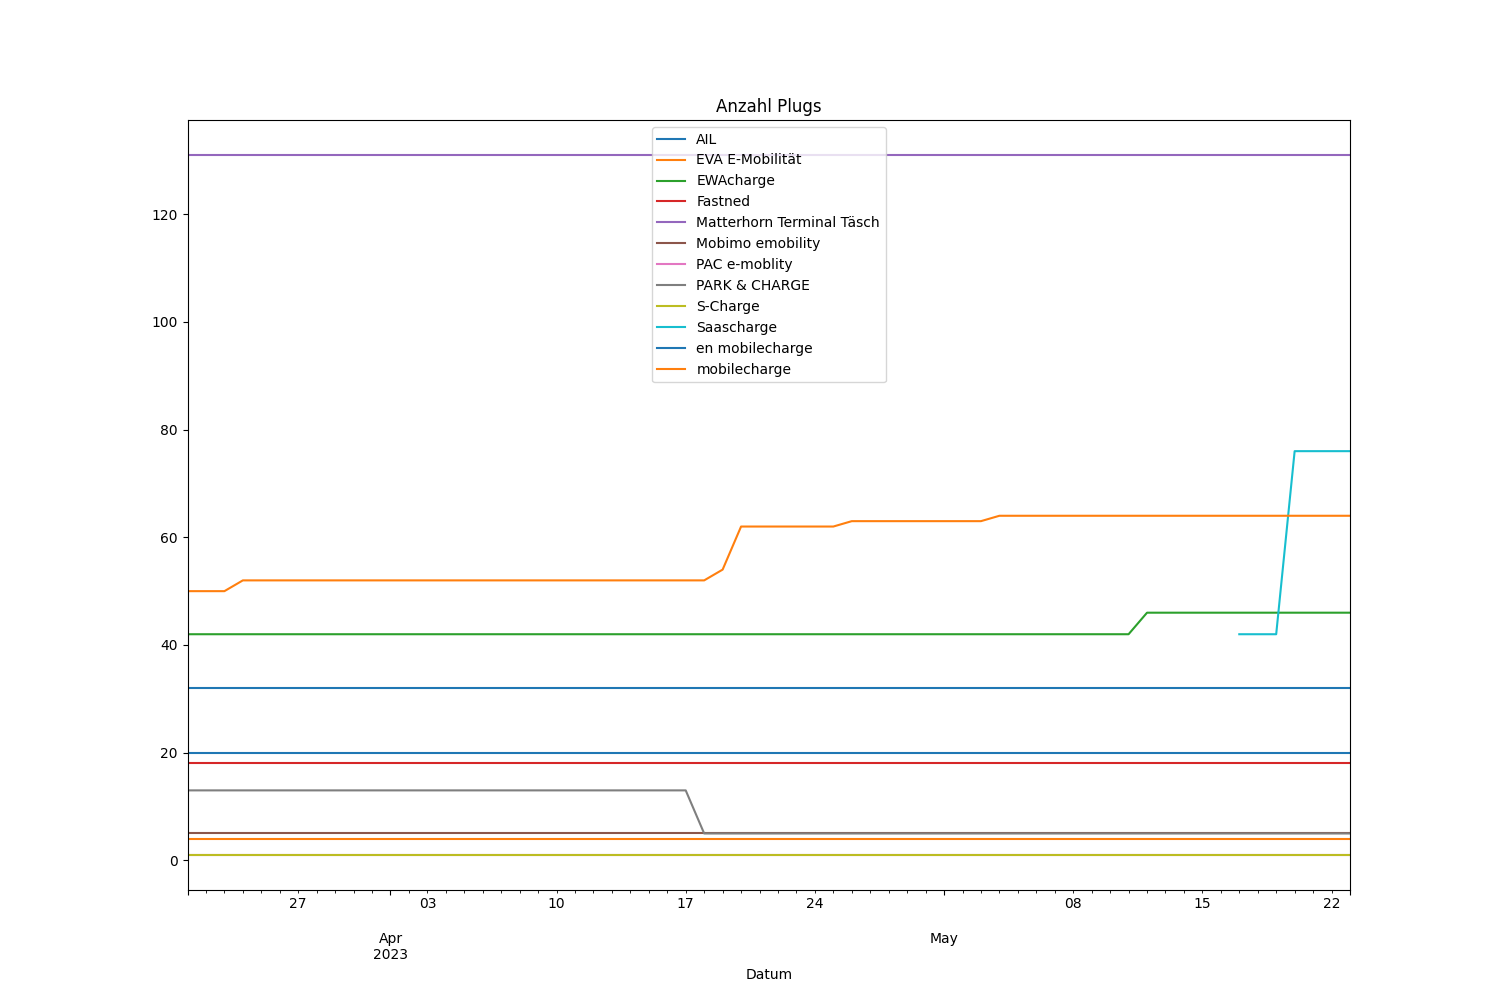 Anzahl Plugs
AIL
EVA E-Mobilität
EWAcharge
Fastned
Matterhorn Terminal Täsch
Mobimo emobility
PAC e-moblity
PARK & CHARGE
S-Charge
Saascharge
en mobilecharge
mobilecharge
120
100
80
60
40
20
0
27 03 10 17 24 08 15 22
Apr May
2023
Datum